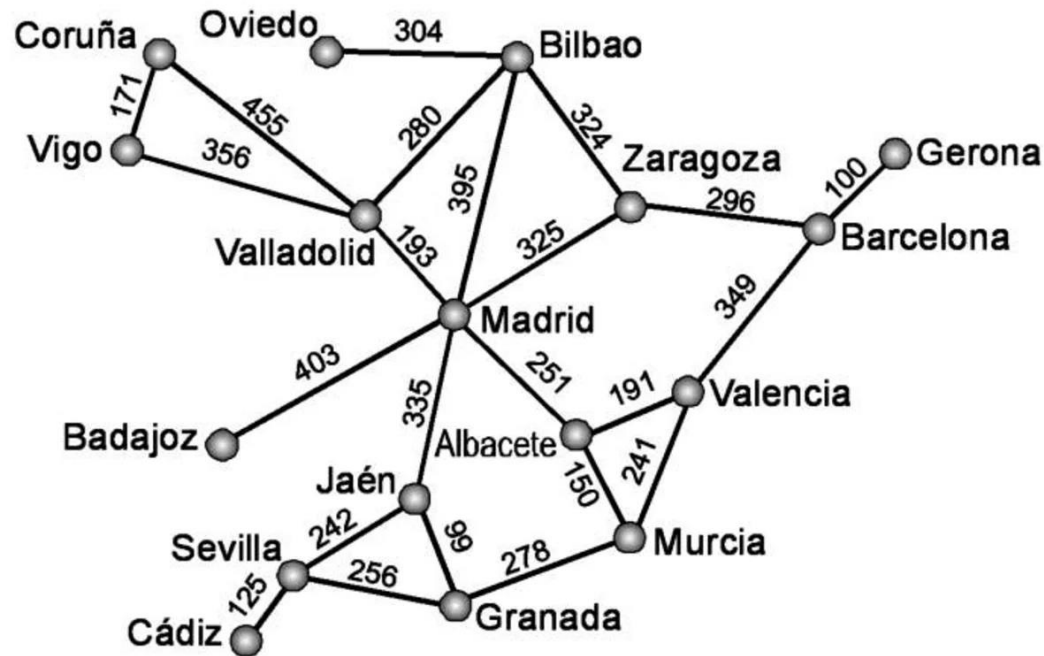 Oviedo
304
Coruña
Bilbao
171
455
280
324
Vigo
356
395
Zaragoza
Gerona
100
296
Valladolid
193
325
Barcelona
349
Madrid
403
251
191
Valencia
335
Badajoz
Albacete
241
150
Jaén
242
99
Sevilla
278
Murcia
256
125
Granada
Cádiz